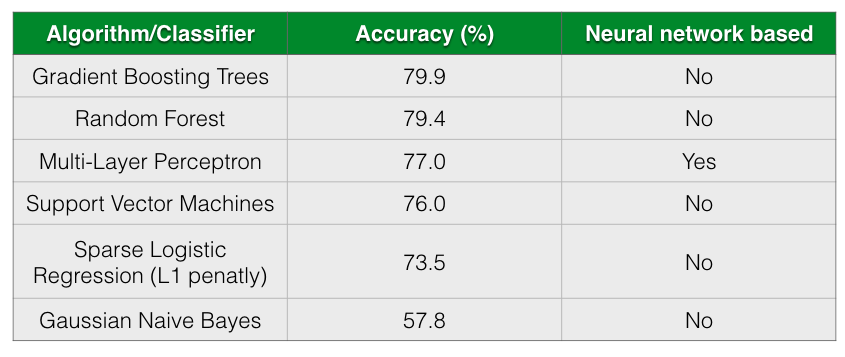 Algorithm/Classifier Accuracy (%) Neural network based
Gradient Boosting Trees 79.9 No
Random Forest 79.4 No
Multi-Layer Perceptron 77.0 Yes
Support Vector Machines 76.0 No
Sparse Logistic
Regression (L1 penatly) 73.5 No
Gaussian Naive Bayes 57.8 No